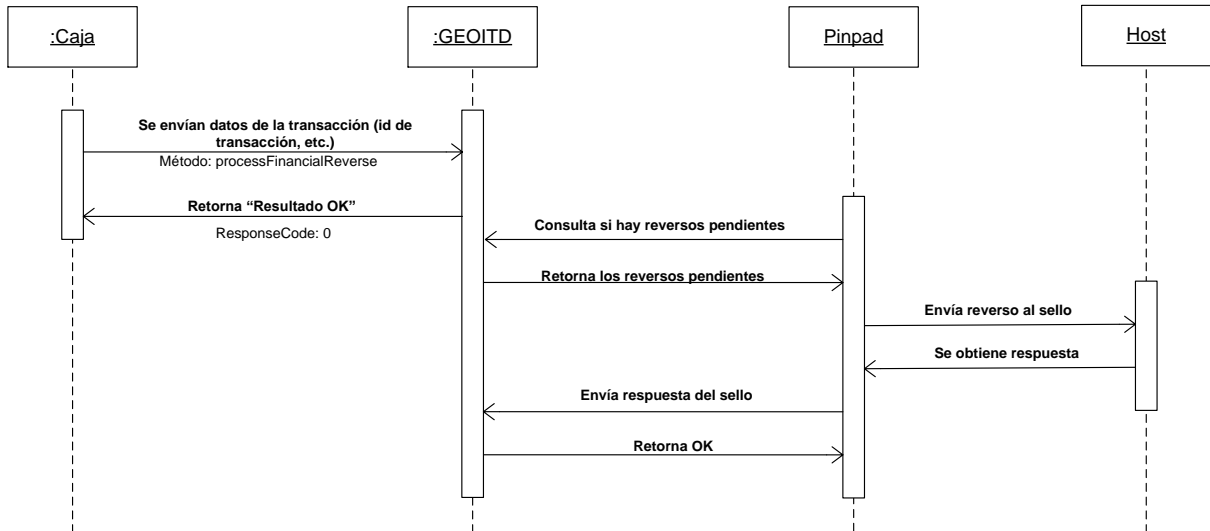 :Caja
:GEOITD
Pinpad
Host
Se envían datos de la transacción (id de
transacción, etc.)
Método: processFinancialReverse
Retorna “Resultado OK”
ResponseCode: 0
Consulta si hay reversos pendientes
Retorna los reversos pendientes
Envía reverso al sello
Se obtiene respuesta
Envía respuesta del sello
Retorna OK